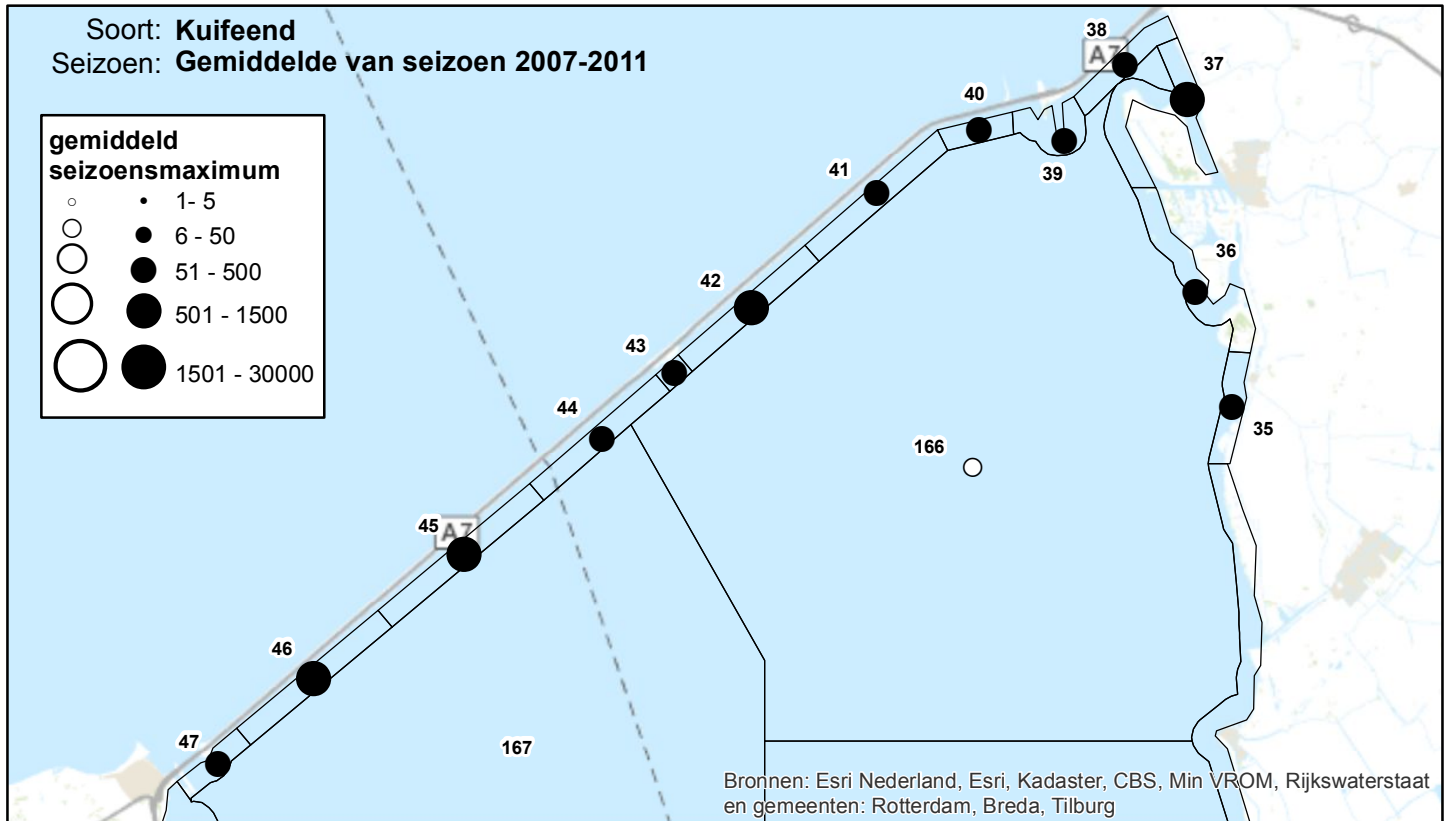 Soort: Kuifeend
Seizoen: Gemiddelde van seizoen 2007-2011
gemiddeld
seizoensmaximum
1- 5
6 - 50
51 - 500
501 - 1500
1501 - 30000
38
A7
37
40
39
41
36
42
43
35
44
166
45
A7
46
47
167
Bronnen: Esri Nederland, Esri, Kadaster, CBS, Min VROM, Rijkswaterstaat
en gemeenten: Rotterdam, Breda, Tilburg